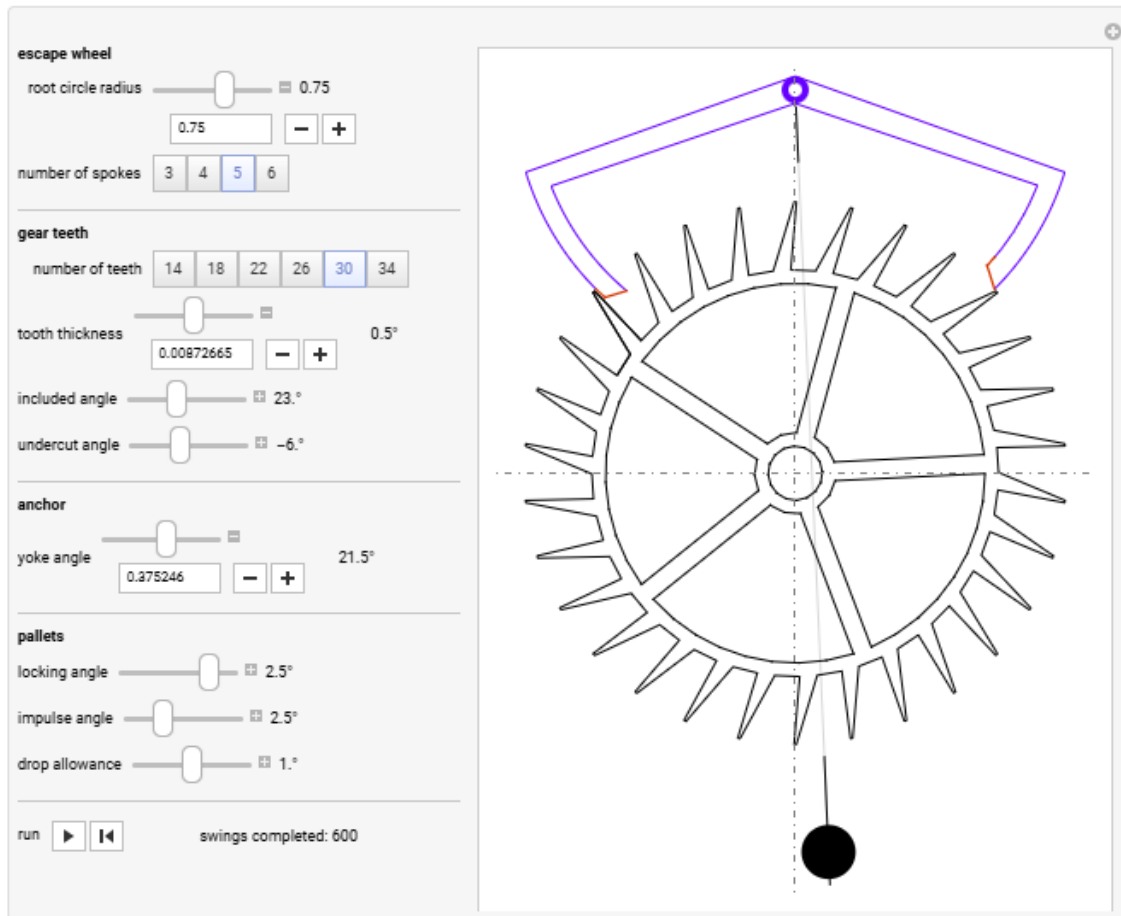 escape wheel
root circle radius 0.75
0.75
number of spokes 3 4 5 6
gear teeth
number of teeth 14 18 22 26 30 34
tooth thickness 0.5°
0.00872665
included angle 23.°
undercut angle -6.°
anchor
yoke angle 21.5°
0.375246
pallets
locking angle 2.5°
impulse angle 2.5°
drop allowance 1.°
run swings completed: 600